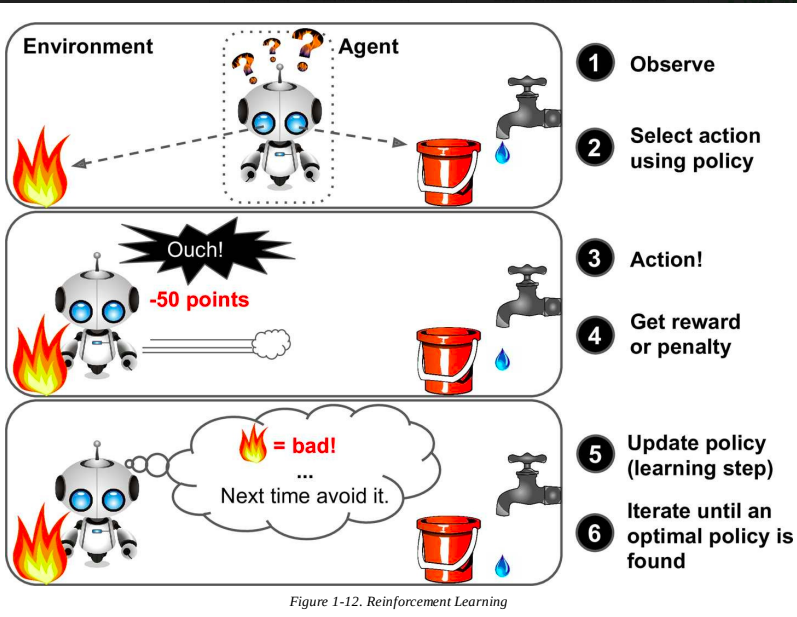 Environment
Agent
? ? ?
1 Observe
2 Select action
using policy
Ouch!
-50 points
3 Action!
4 Get reward
or penalty
= bad!
...
Next time avoid it.
5 Update policy
(learning step)
6 Iterate until an
optimal policy is
found
Figure 1-12. Reinforcement Learning